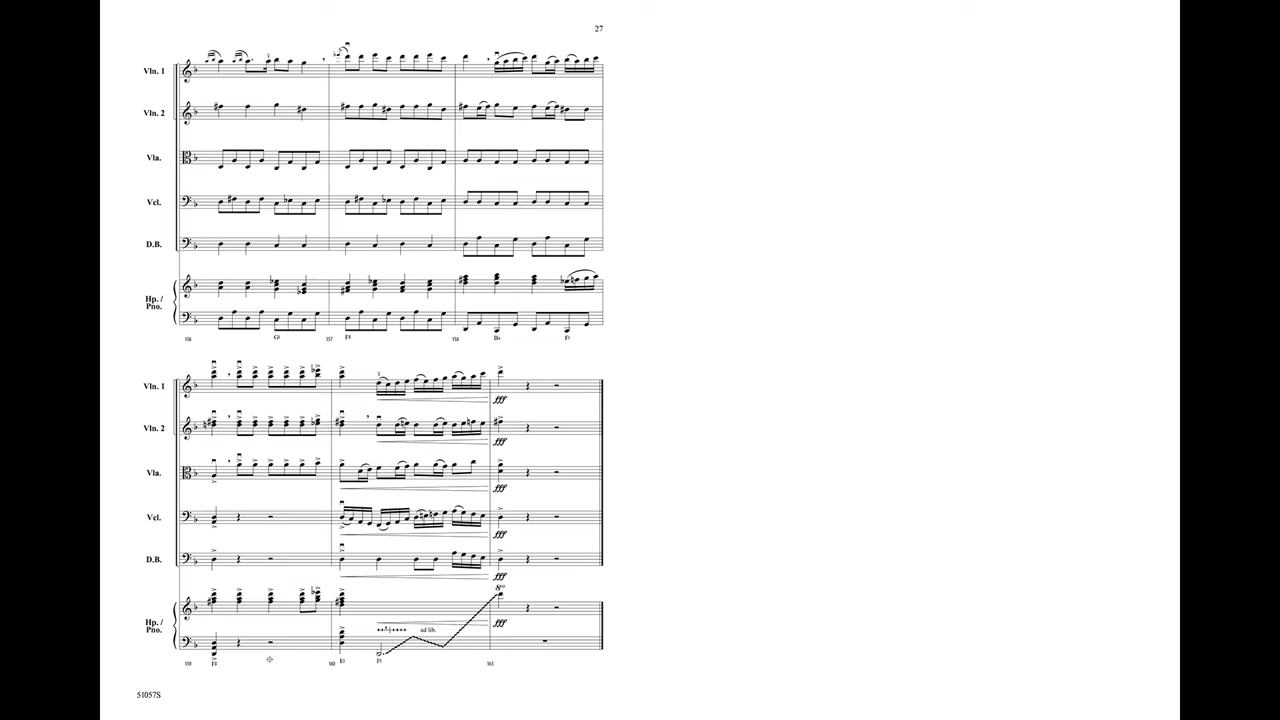 27
Vln. 1
Vln. 2
Vla.
Vcl.
D.B.
Hp. /
Pno.
156
157
158
Vln. 1
fff
Vln. 2
fff
Vla.
fff
Vcl.
fff
D.B.
fff
8va
Hp. /
Pno.
fff
ad lib.
159
160
161
51057S